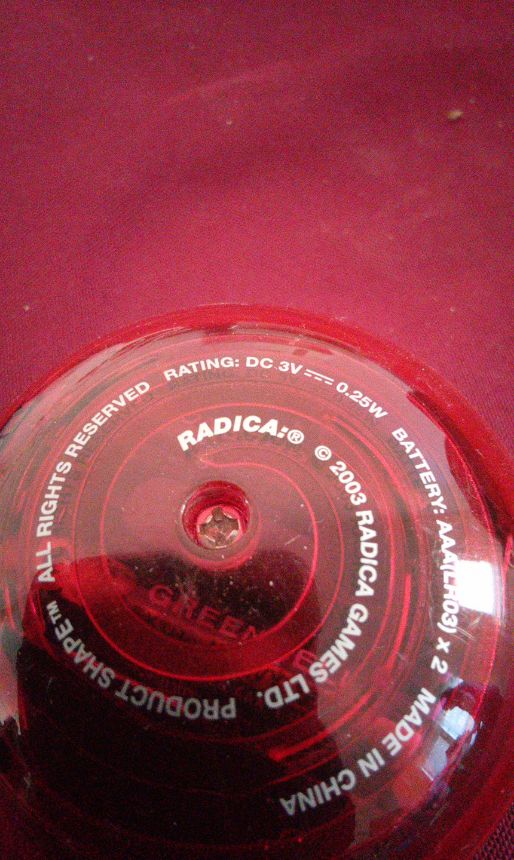 RADICA:® © 2003 RADICA GAMES LTD.
PRODUCT SHAPE™ ALL RIGHTS RESERVED RATING: DC 3V ⎓ 0.25W BATTERY: AAA(LR03) x 2 MADE IN CHINA
GREEN